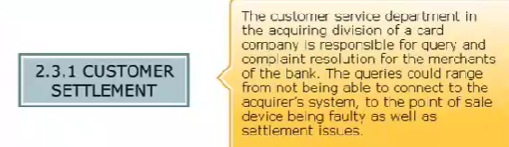 2.3.1 CUSTOMER
SETTLEMENT
The customer service department in
the acquiring division of a card
company is responsible for query and
complaint resolution for the merchants
of the bank. The queries could range
from not being able to connect to the
acquirer's system, to the point of sale
device being faulty as well as
settlement issues.